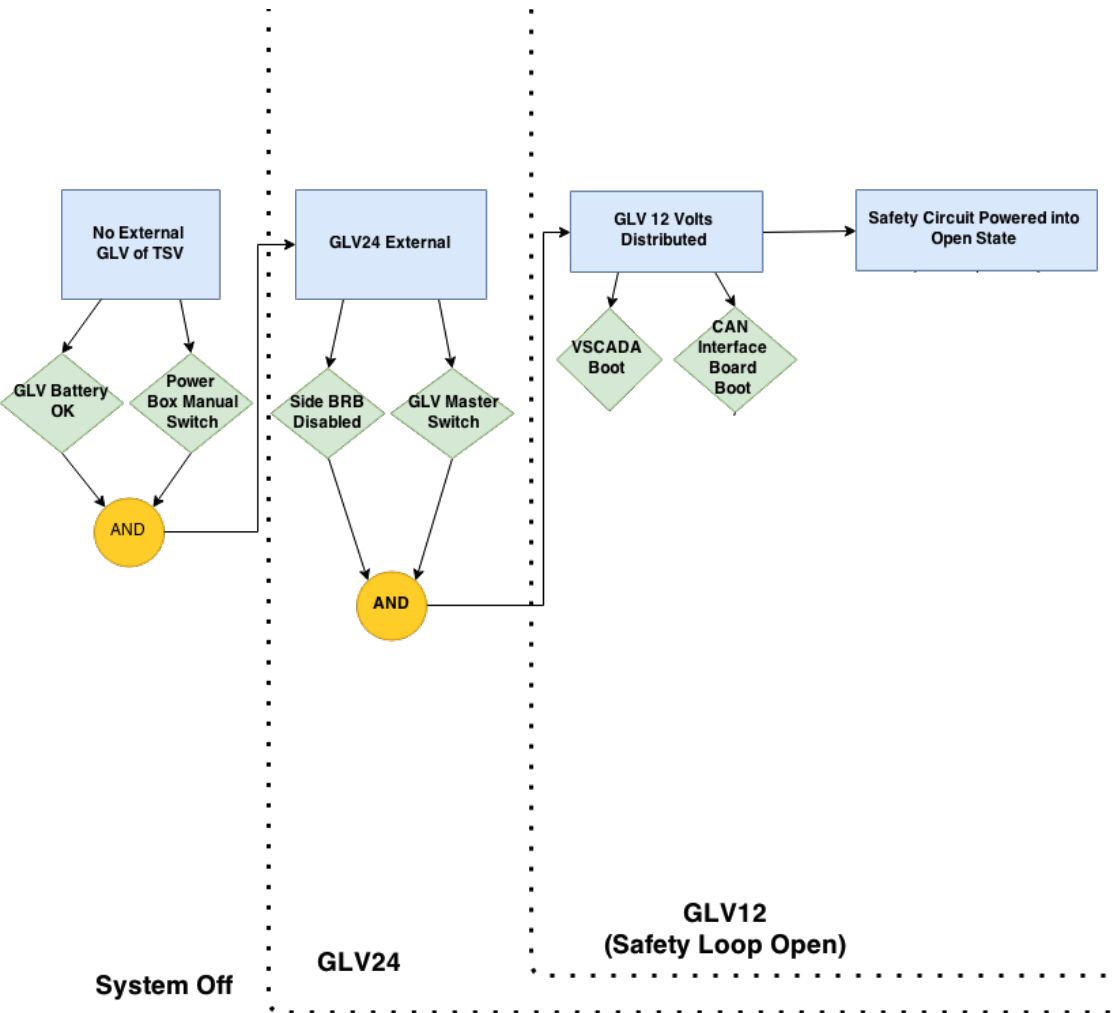 No External
GLV of TSV
GLV24 External
GLV 12 Volts
Distributed
Safety Circuit Powered into
Open State
GLV Battery
OK
Power
Box Manual
Switch
Side BRB
Disabled
GLV Master
Switch
VSCADA
Boot
CAN
Interface
Board
Boot
AND
AND
GLV12
(Safety Loop Open)
GLV24
System Off